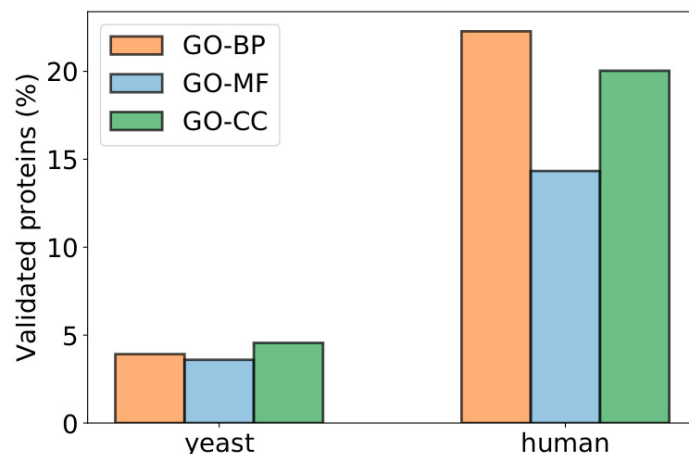 GO-BP
GO-MF
GO-CC
Validated proteins (%)
20
15
10
5
0
yeast
human